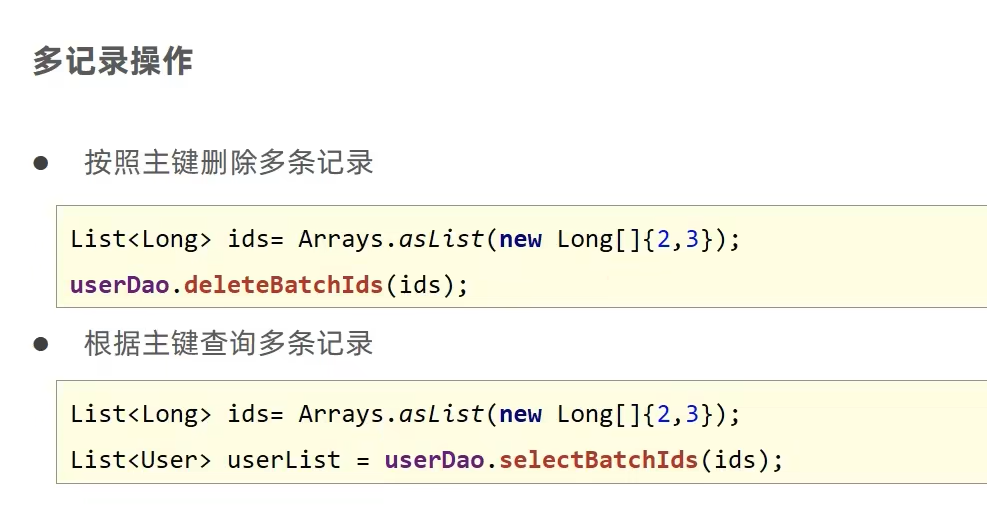 多记录操作
● 按照主键删除多条记录
List<Long> ids= Arrays.asList(new Long[]{2,3});
userDao.deleteBatchIds(ids);
● 根据主键查询多条记录
List<Long> ids= Arrays.asList(new Long[]{2,3});
List<User> userList = userDao.selectBatchIds(ids);